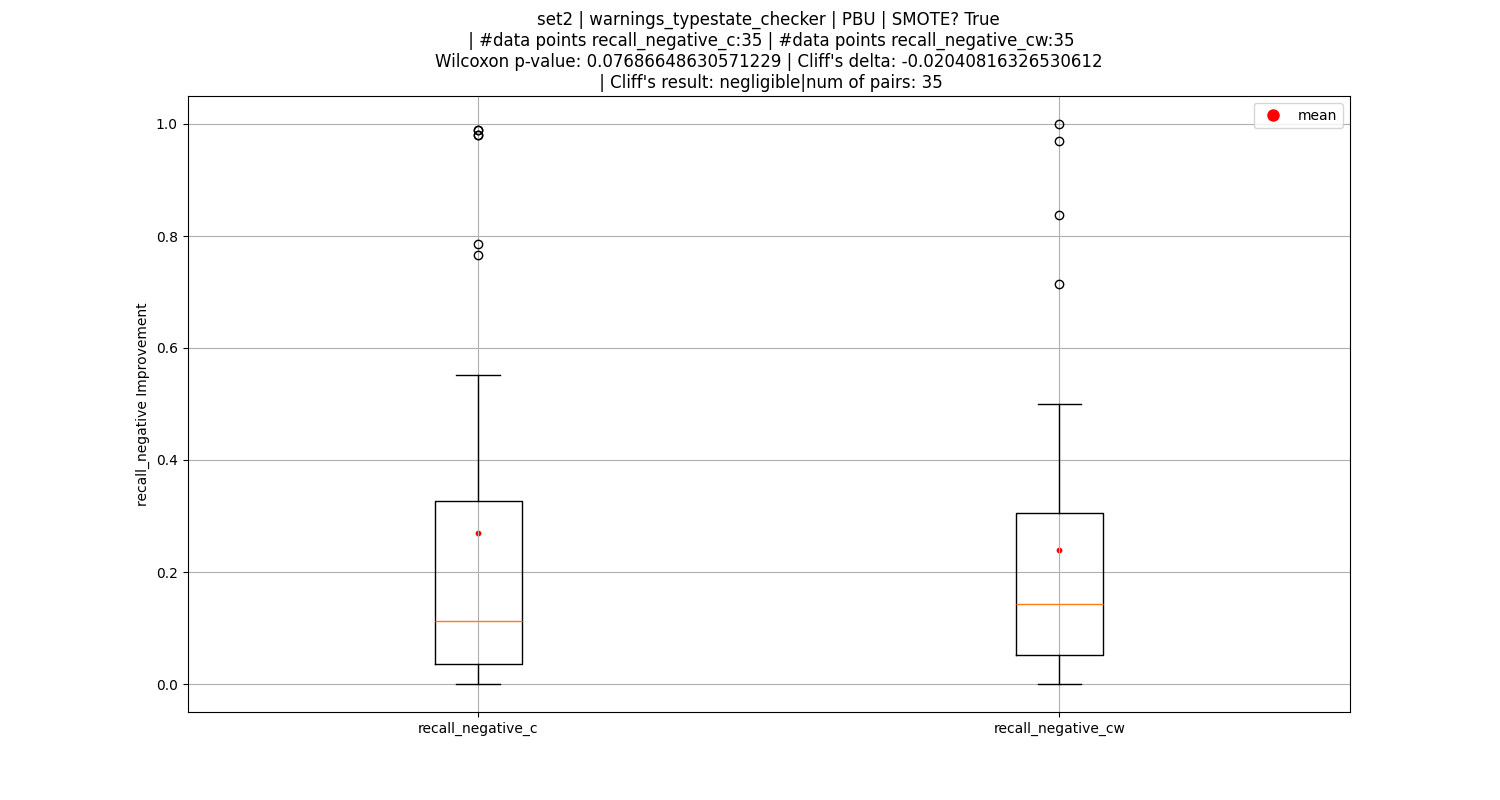 set2 | warnings_typestate_checker | PBU | SMOTE? True
| #data points recall_negative_c:35 | #data points recall_negative_cw:35
Wilcoxon p-value: 0.07686648630571229 | Cliff's delta: -0.02040816326530612
| Cliff's result: negligible|num of pairs: 35
mean
1.0
0.8
0.6
0.4
0.2
0.0
recall_negative Improvement
recall_negative_c
recall_negative_cw